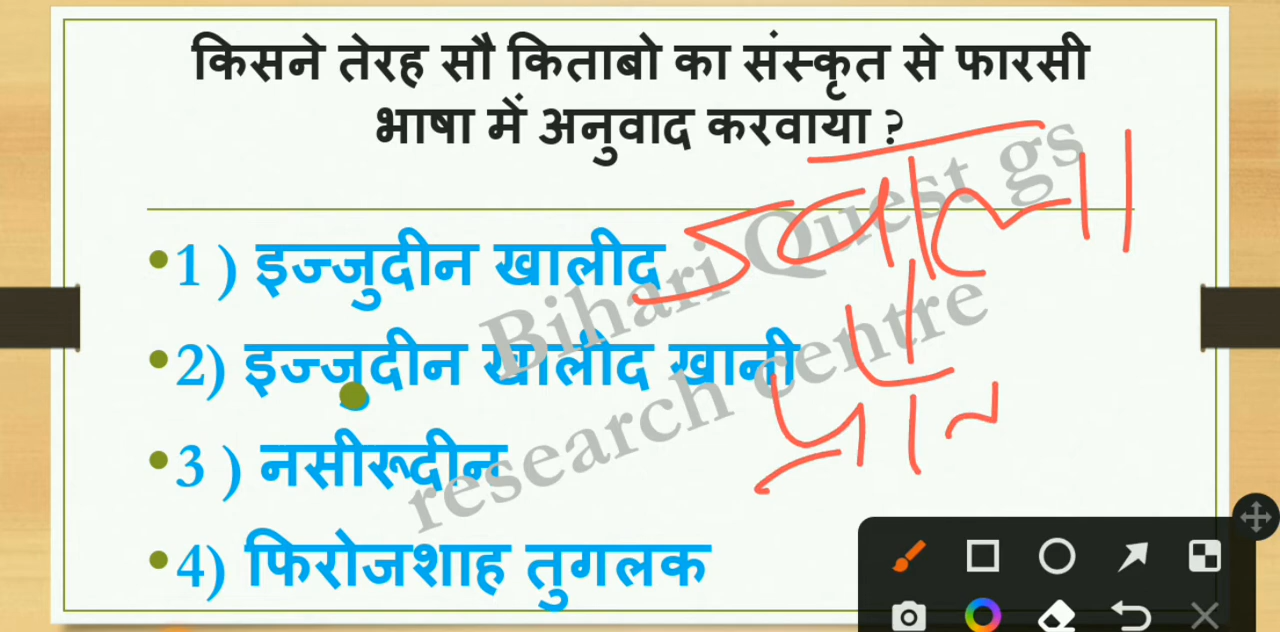 किसने तेरह सौ किताबो का संस्कृत से फारसी
भाषा में अनुवाद करवाया ?
1 ) इज्जुदीन खालीद
2) इज्जुदीन खालीद खानी
3 ) नसीरूदीन
4) फिरोजशाह तुगलक
Bihari Quest gs
research centre